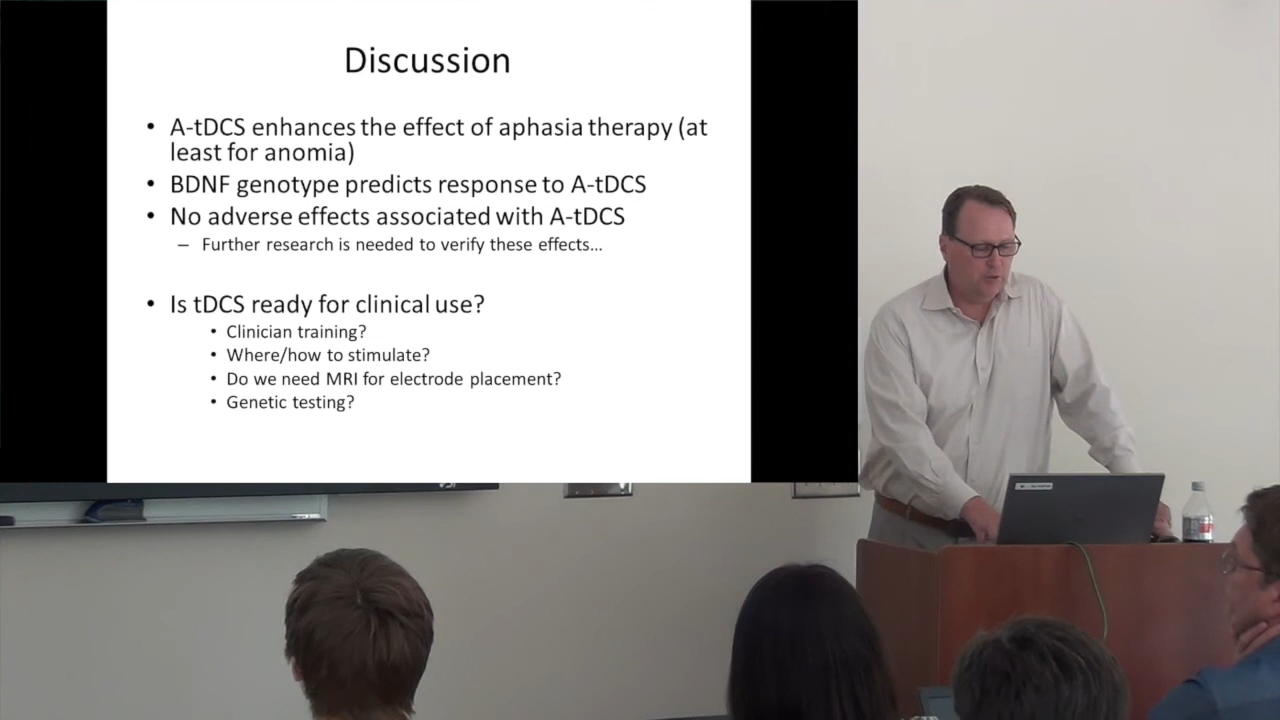 Discussion
• A-tDCS enhances the effect of aphasia therapy (at
least for anomia)
• BDNF genotype predicts response to A-tDCS
• No adverse effects associated with A-tDCS
– Further research is needed to verify these effects...
• Is tDCS ready for clinical use?
• Clinician training?
• Where/how to stimulate?
• Do we need MRI for electrode placement?
• Genetic testing?